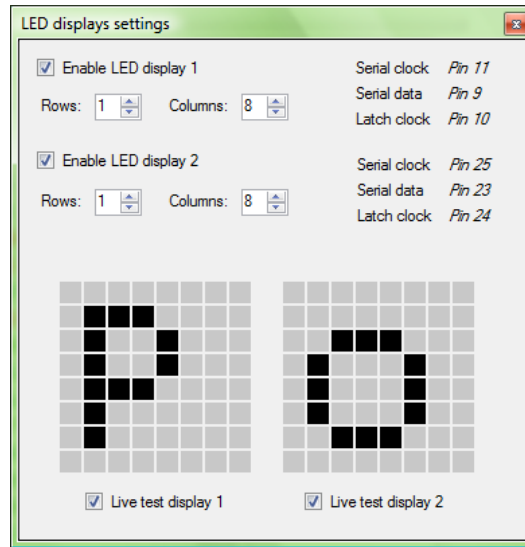 LED displays settings
Enable LED display 1
Serial clock Pin 11
Rows: 1 Columns: 8
Serial data Pin 9
Latch clock Pin 10
Enable LED display 2
Serial clock Pin 25
Rows: 1 Columns: 8
Serial data Pin 23
Latch clock Pin 24
P o
Live test display 1 Live test display 2